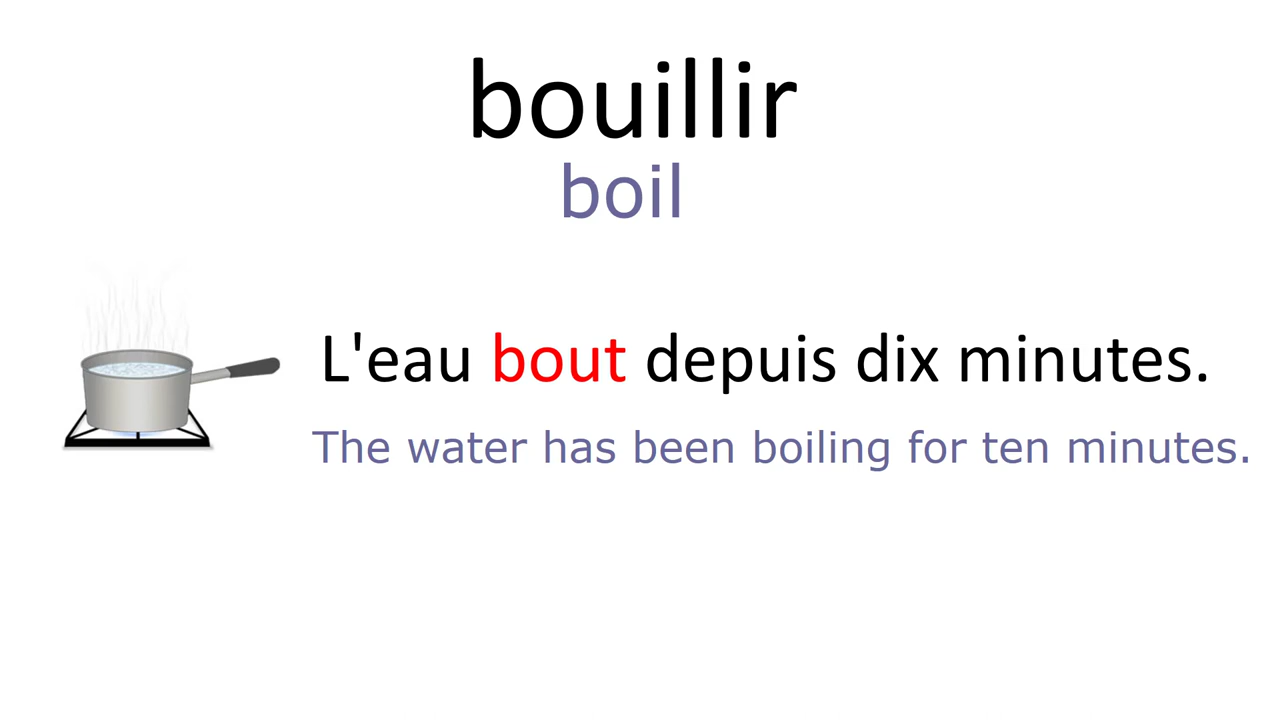 bouillir
boil
L'eau bout depuis dix minutes.
The water has been boiling for ten minutes.